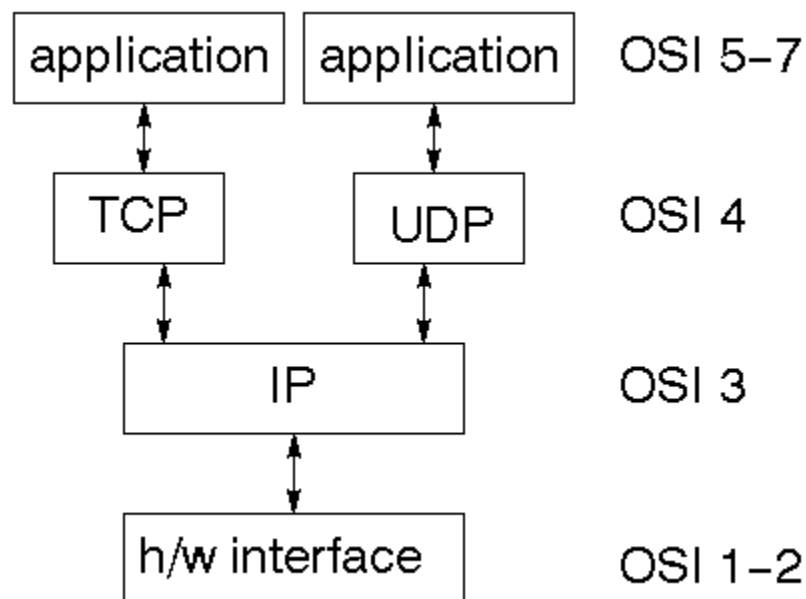 application application OSI 5–7
TCP UDP OSI 4
IP OSI 3
h/w interface OSI 1–2